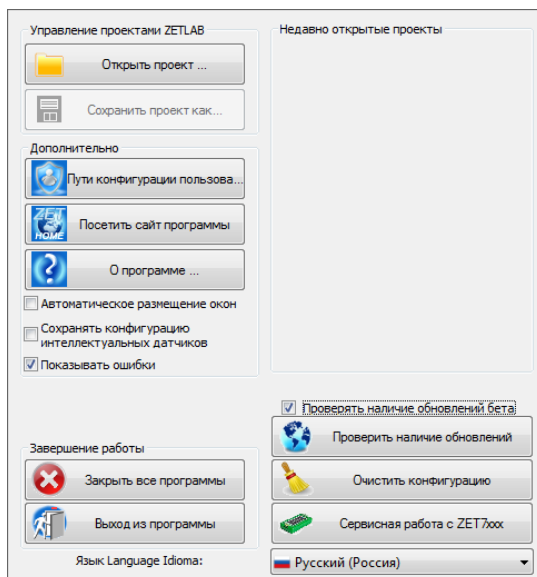 Управление проектами ZETLAB
Открыть проект ...
Сохранить проект как...
Дополнительно
Пути конфигурации пользова...
ZET
HOME
Посетить сайт программы
О программе ...
Автоматическое размещение окон
Сохранять конфигурацию
интеллектуальных датчиков
Показывать ошибки
Завершение работы
Закрыть все программы
Выход из программы
Язык Language Idioma:
Недавно открытые проекты
Проверять наличие обновлений бета
Проверить наличие обновлений
Очистить конфигурацию
Сервисная работа с ZET7xxx
Русский (Россия)